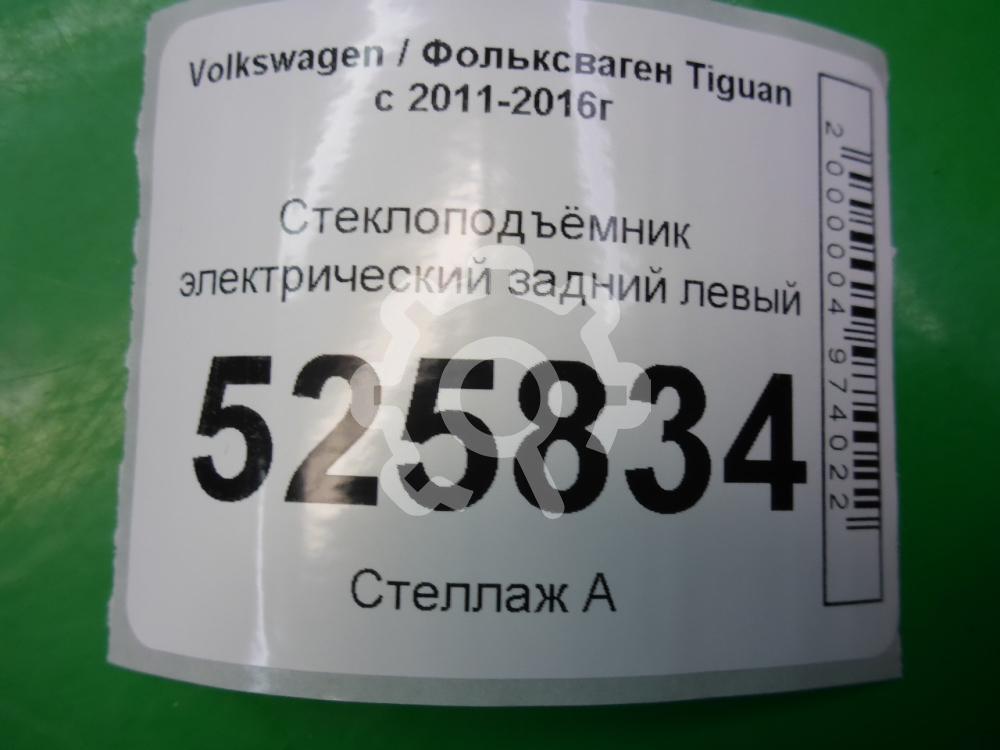 Volkswagen / Фольксваген Tiguan
с 2011-2016г
Стеклоподъёмник
электрический задний левый
525834
Стеллаж А
2000004974022